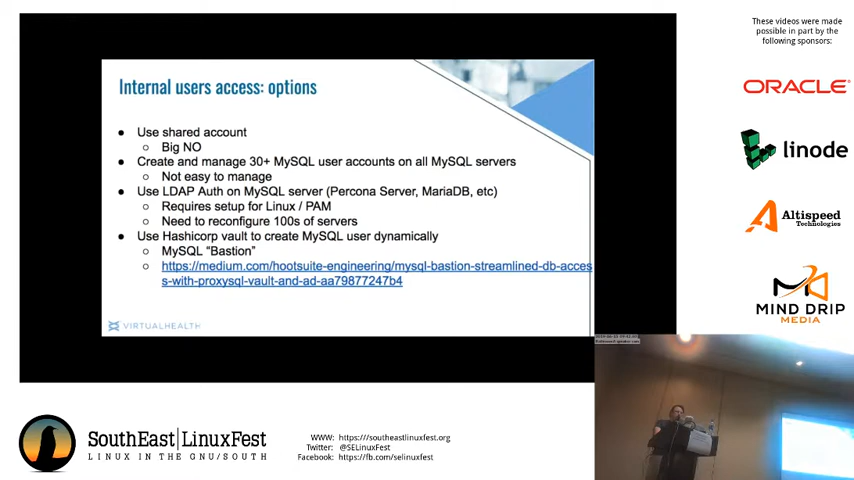 These videos were made
possible in part by the
following sponsors:
ORACLE
linode
Altispeed
Technologies
MIND DRIP
MEDIA
Internal users access: options
● Use shared account
○ Big NO
● Create and manage 30+ MySQL user accounts on all MySQL servers
○ Not easy to manage
● Use LDAP Auth on MySQL server (Percona Server, MariaDB, etc)
○ Requires setup for Linux / PAM
○ Need to reconfigure 100s of servers
● Use Hashicorp vault to create MySQL user dynamically
○ MySQL “Bastion”
○ https://medium.com/hootsuite-engineering/mysql-bastion-streamlined-db-acces
s-with-proxysql-vault-and-ad-aa79877247b4
VIRTUALHEALTH
SouthEast|LinuxFest
LINUX IN THE GNU/SOUTH
WWW: https:///southeastlinuxfest.org
Twitter: @SELinuxFest
Facebook: https://fb.com/selinuxfest